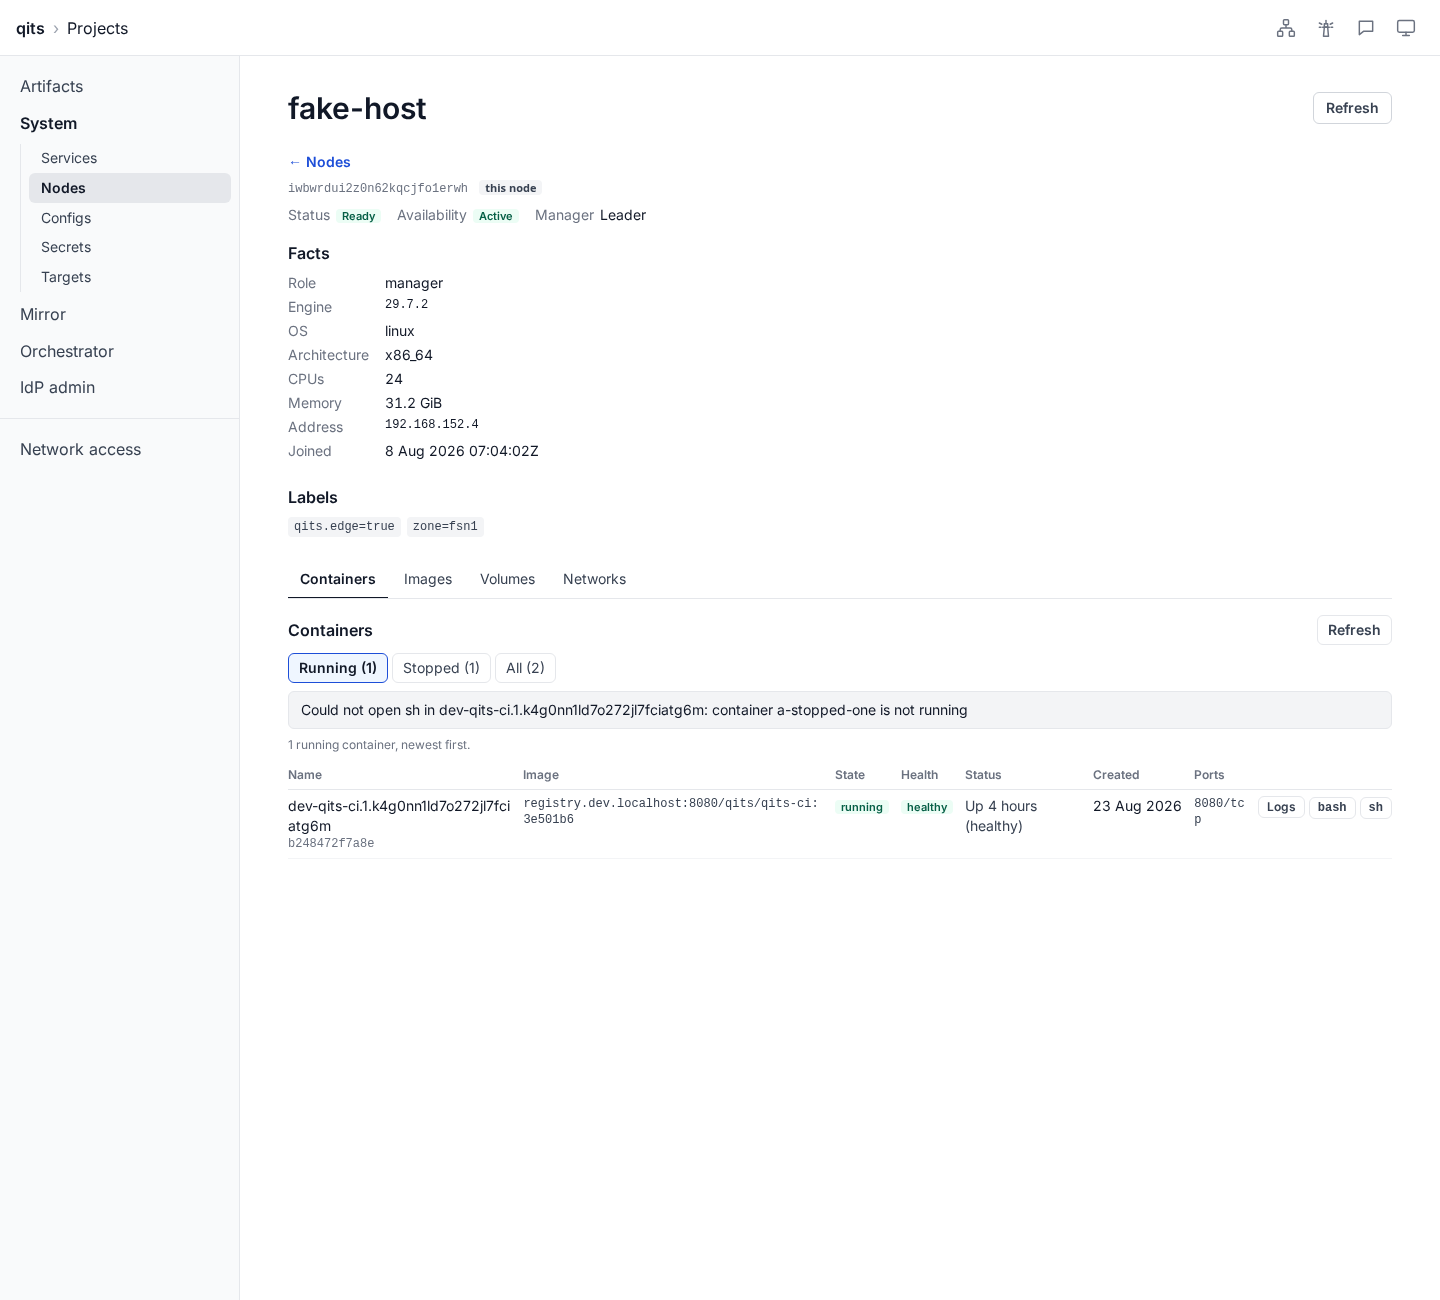 qits › Projects
Artifacts
System
Services
Nodes
Configs
Secrets
Targets
Mirror
Orchestrator
IdP admin
Network access
fake-host
Refresh
← Nodes
iwbwrdui2z0n62kqcjfo1erwh this node
Status Ready Availability Active Manager Leader
Facts
Role manager
Engine 29.7.2
OS linux
Architecture x86_64
CPUs 24
Memory 31.2 GiB
Address 192.168.152.4
Joined 8 Aug 2026 07:04:02Z
Labels
qits.edge=true zone=fsn1
Containers Images Volumes Networks
Containers
Refresh
Running (1) Stopped (1) All (2)
Could not open sh in dev-qits-ci.1.k4g0nn1ld7o272jl7fciatg6m: container a-stopped-one is not running
1 running container, newest first.
Name Image State Health Status Created Ports
dev-qits-ci.1.k4g0nn1ld7o272jl7fci registry.dev.localhost:8080/qits/qits-ci: running healthy Up 4 hours 23 Aug 2026 8080/tc Logs bash sh
atg6m 3e501b6 (healthy) p
b248472f7a8e